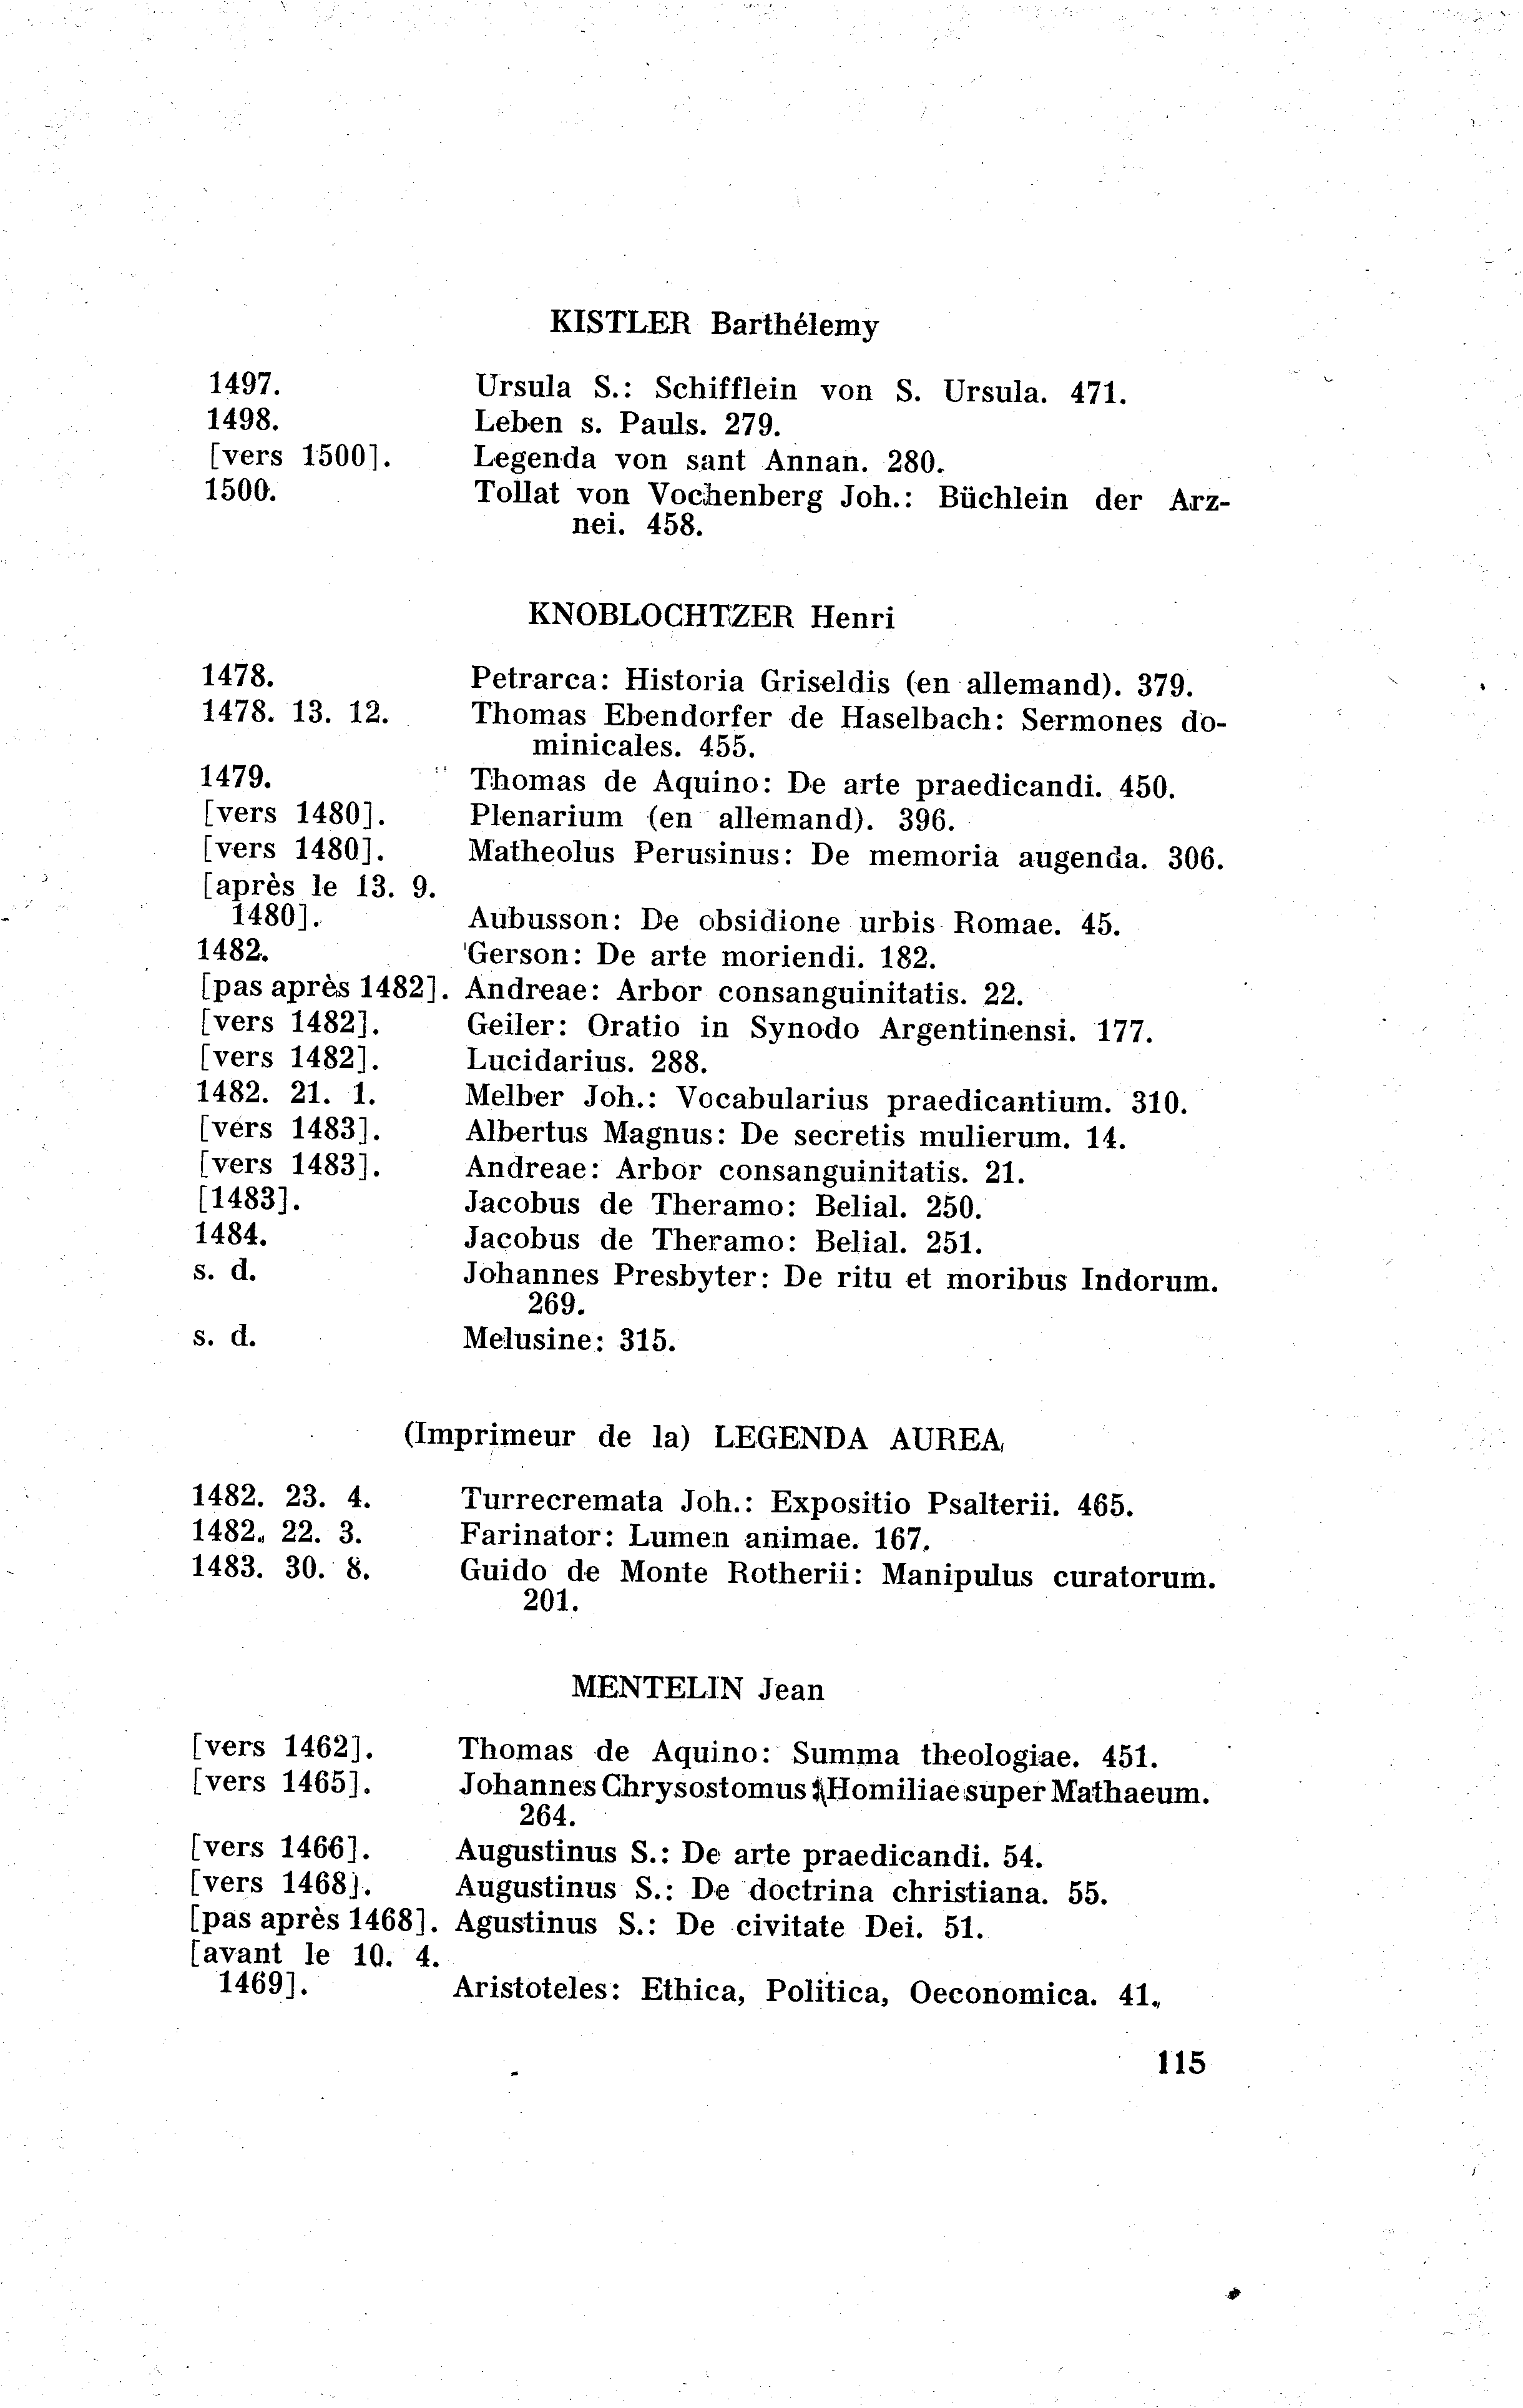 KISTLER Barthélemy
1497. Ursula S.: Schifflein von S. Ursula. 471.
1498. Leben s. Pauls. 279.
[vers 1500]. Legenda von sant Annan. 280.
1500. Tollat von Vochenberg Joh.: Büchlein der Arz-
nei. 458.
KNOBLOCHTZER Henri
1478. Petrarca: Historia Griseldis (en allemand). 379.
1478. 13. 12. Thomas Ebendorfer de Haselbach: Sermones do-
minicales. 455.
1479. Thomas de Aquino: De arte praedicandi. 450.
[vers 1480]. Plenarium (en allemand). 396.
[vers 1480]. Matheolus Perusinus: De memoria augenda. 306.
[après le 13. 9.
1480]. Aubusson: De obsidione urbis Romae. 45.
1482. Gerson: De arte moriendi. 182.
[pas après 1482]. Andreae: Arbor consanguinitatis. 22.
[vers 1482]. Geiler: Oratio in Synodo Argentinensi. 177.
[vers 1482]. Lucidarius. 288.
1482. 21. 1. Melber Joh.: Vocabularius praedicantium. 310.
[vers 1483]. Albertus Magnus: De secretis mulierum. 14.
[vers 1483]. Andreae: Arbor consanguinitatis. 21.
[1483]. Jacobus de Theramo: Belial. 250.
1484. Jacobus de Theramo: Belial. 251.
s. d. Johannes Presbyter: De ritu et moribus Indorum.
269.
s. d. Melusine: 315.
(Imprimeur de la) LEGENDA AUREA
1482. 23. 4. Turrecremata Joh.: Expositio Psalterii. 465.
1482. 22. 3. Farinator: Lumen animae. 167.
1483. 30. 8. Guido de Monte Rotherii: Manipulus curatorum.
201.
MENTELIN Jean
[vers 1462]. Thomas de Aquino: Summa theologiae. 451.
[vers 1465]. Johannes Chrysostomus: Homiliae super Mathaeum.
264.
[vers 1466]. Augustinus S.: De arte praedicandi. 54.
[vers 1468]. Augustinus S.: De doctrina christiana. 55.
[pas après 1468]. Agustinus S.: De civitate Dei. 51.
[avant le 10. 4.
1469]. Aristoteles: Ethica, Politica, Oeconomica. 41.
115